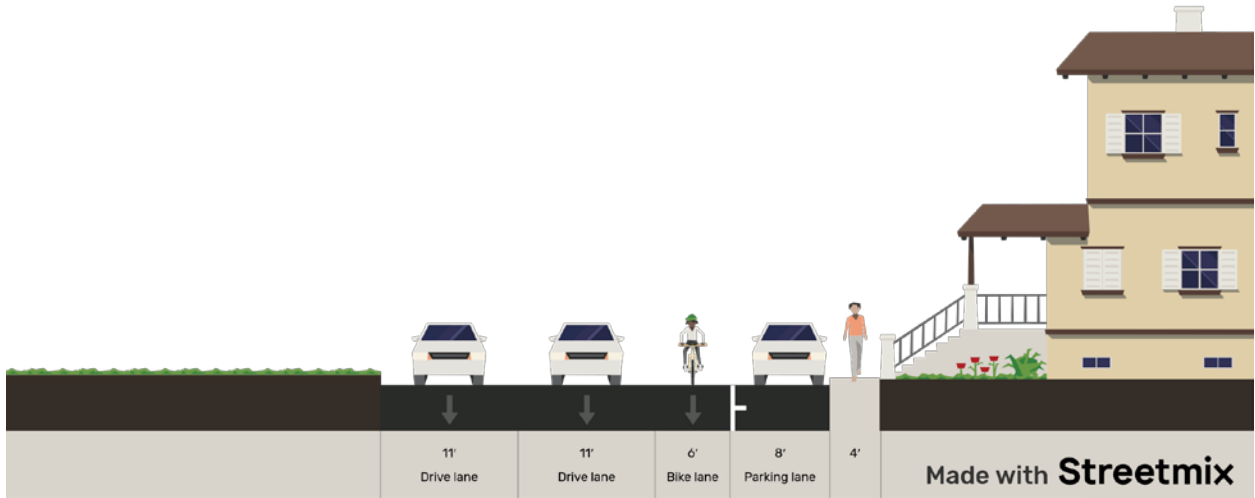 11'
Drive lane
11'
Drive lane
6'
Bike lane
8'
Parking lane
4'
Made with Streetmix